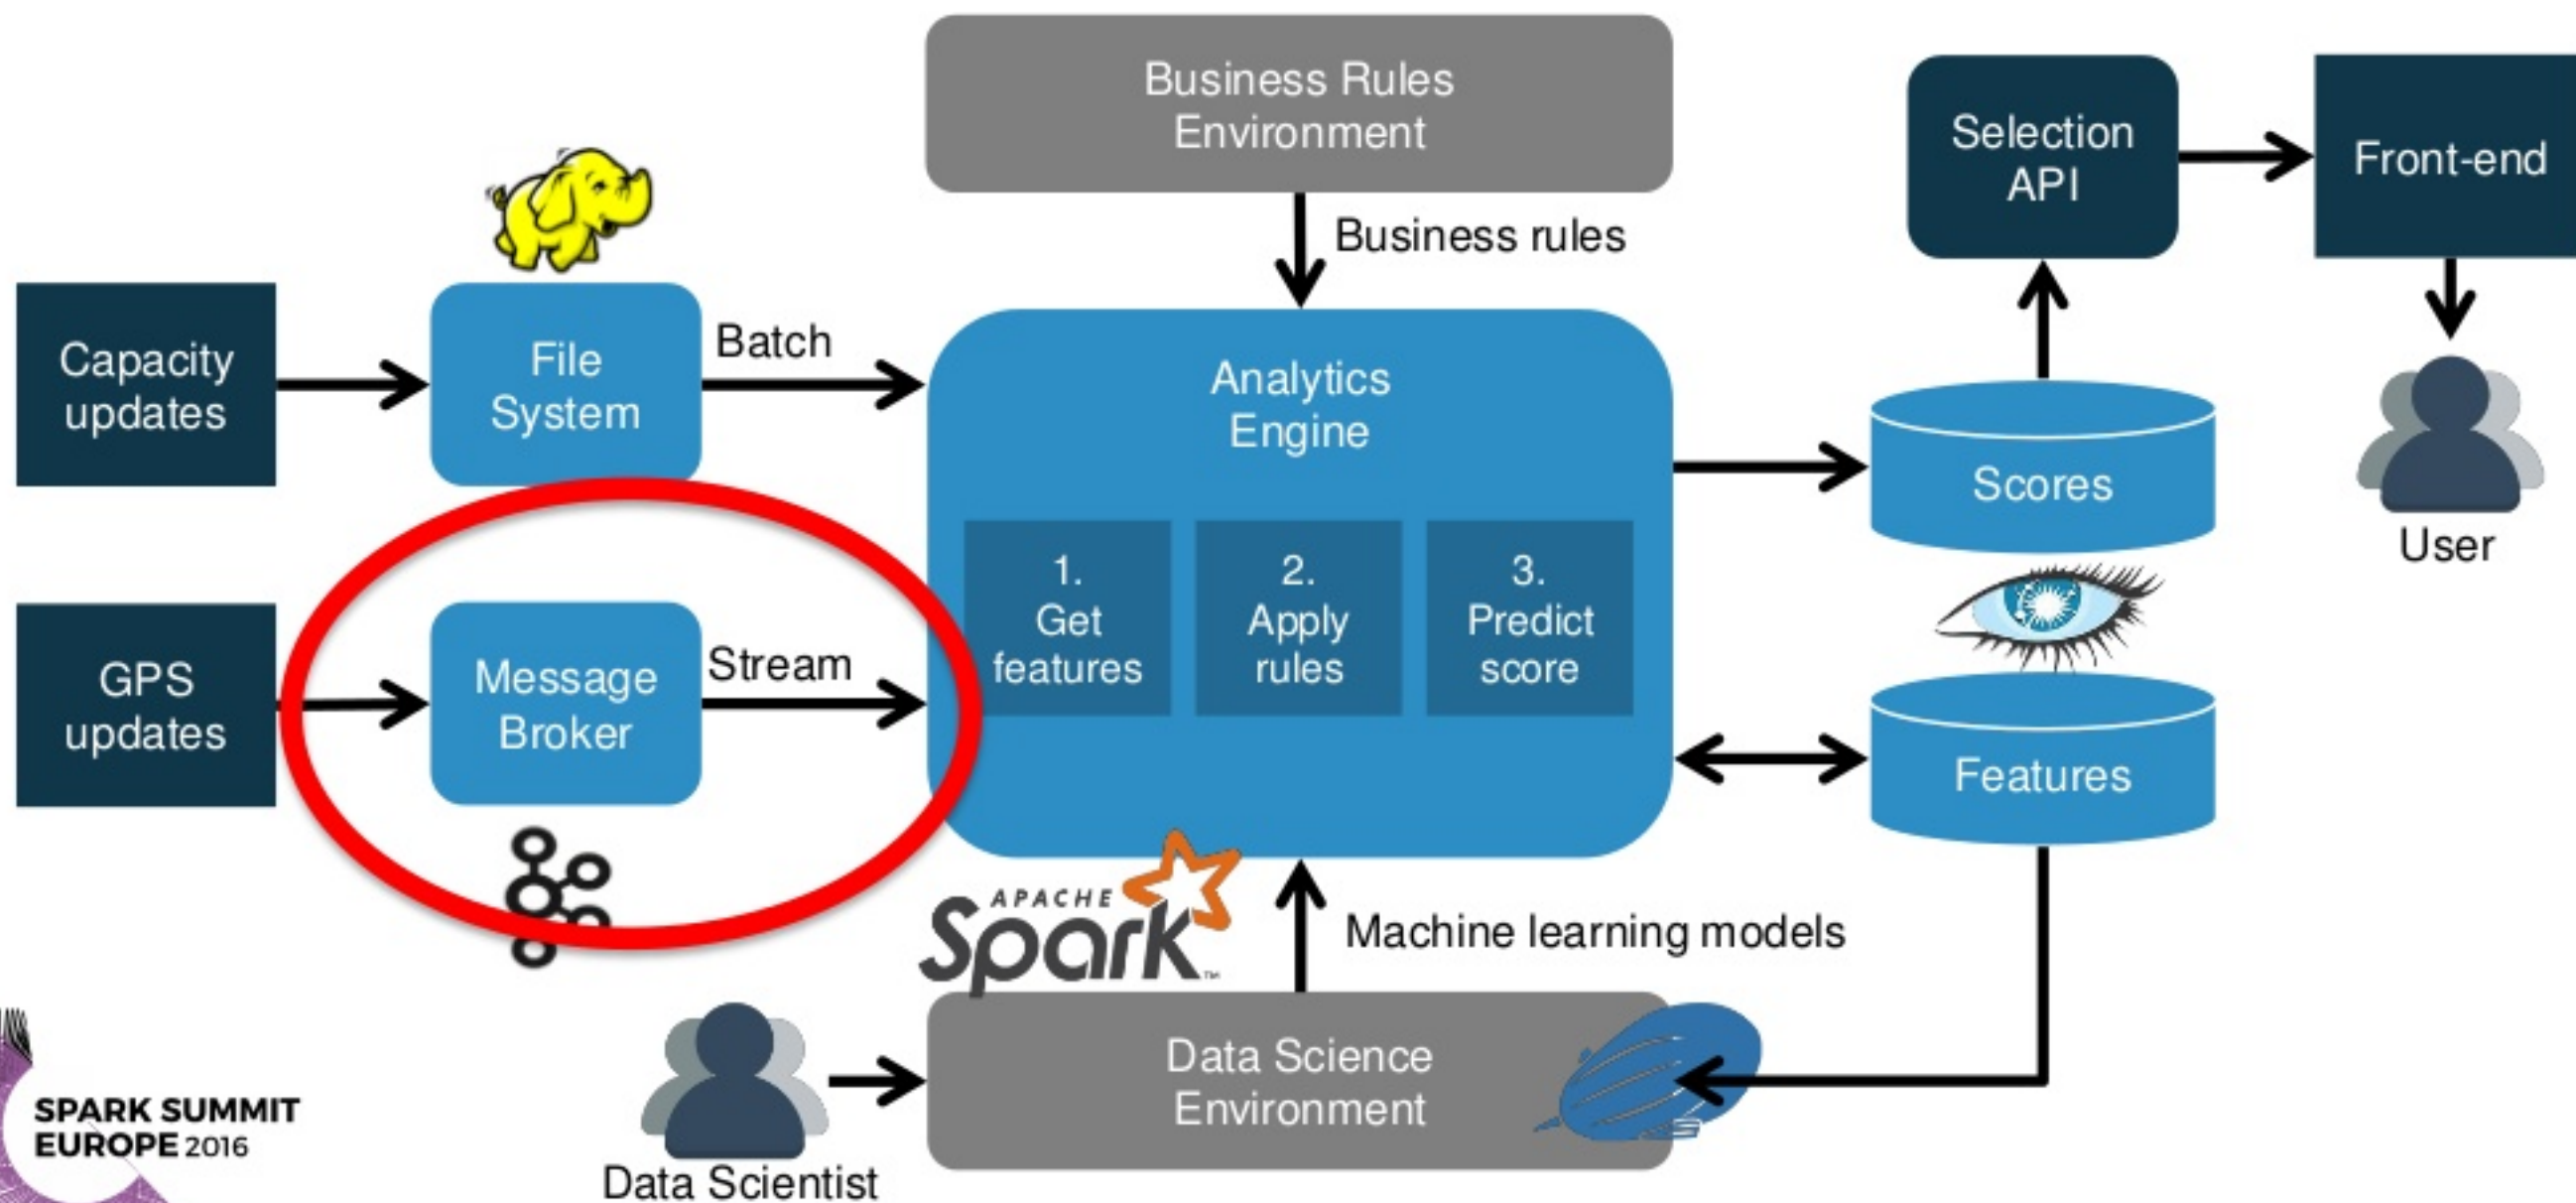 Business Rules
Environment
Selection
API
Front-end
Business rules
Capacity
updates
File
System
Batch
Analytics
Engine
Scores
User
1.
Get
features
2.
Apply
rules
3.
Predict
score
GPS
updates
Message
Broker
Stream
Features
APACHE
Spark™
Machine learning models
Data Science
Environment
Data Scientist
SPARK SUMMIT
EUROPE 2016